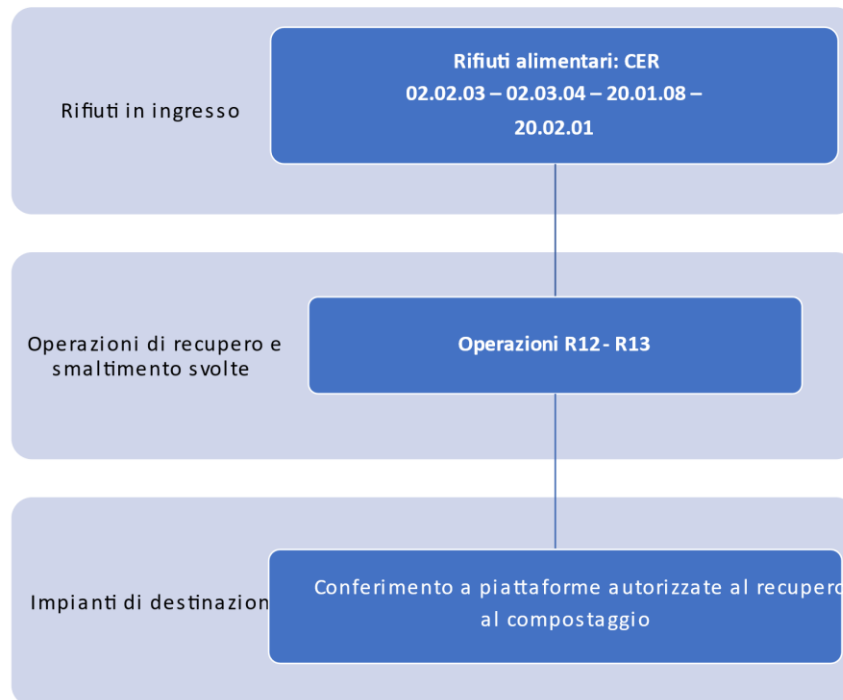 Rifiuti in ingresso
Rifiuti alimentari: CER
02.02.03 – 02.03.04 – 20.01.08 –
20.02.01
Operazioni di recupero e
smaltimento svolte
Operazioni R12 - R13
Impianti di destinazion
Conferimento a piattaforme autorizzate al recupero
al compostaggio